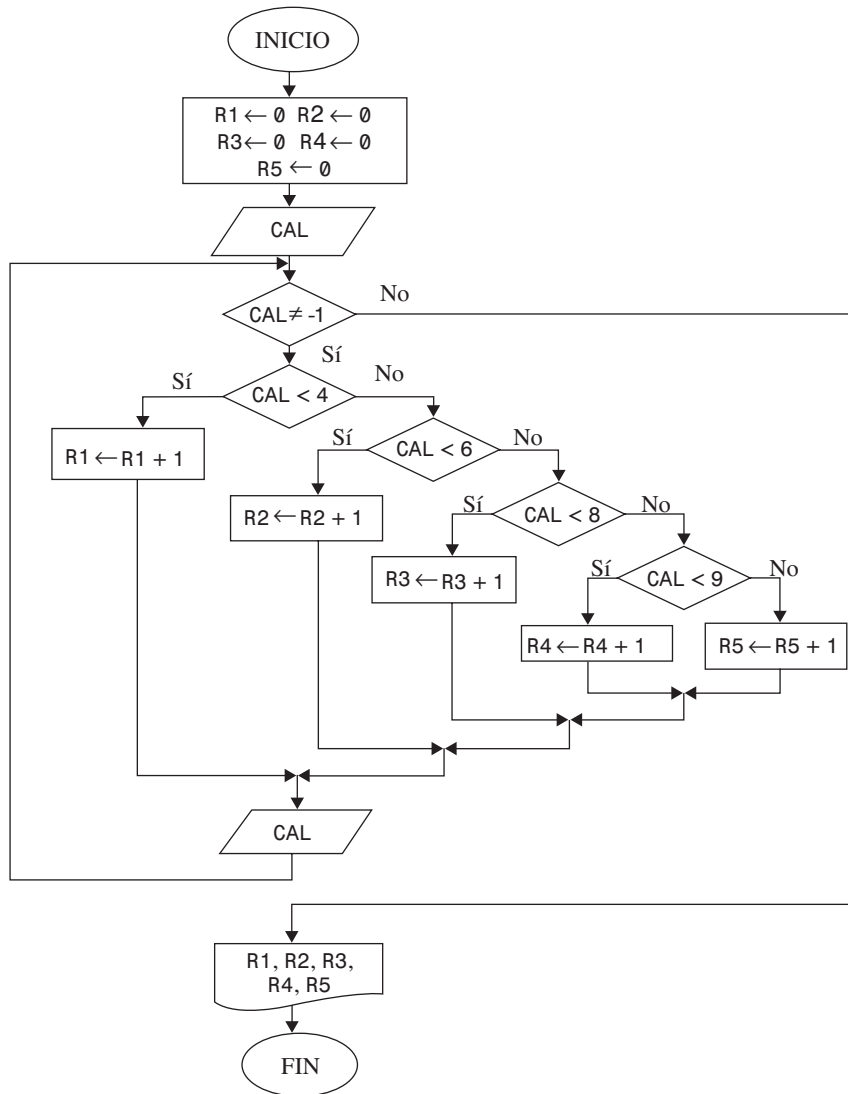 INICIO
R1 ← 0 R2 ← 0
R3 ← 0 R4 ← 0
R5 ← 0
CAL
CAL ≠ -1
No
Sí
CAL < 4
Sí
No
R1 ← R1 + 1
CAL < 6
Sí
No
R2 ← R2 + 1
CAL < 8
Sí
No
R3 ← R3 + 1
CAL < 9
Sí
No
R4 ← R4 + 1
R5 ← R5 + 1
CAL
R1, R2, R3,
R4, R5
FIN